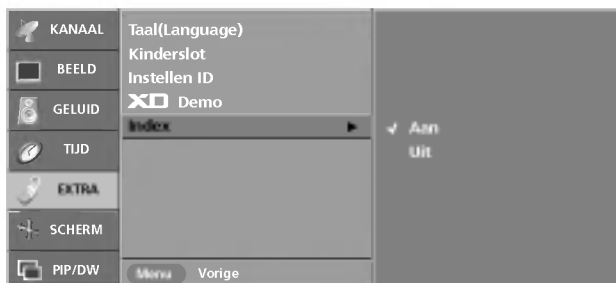 KANAAL
BEELD
GELUID
TIJD
EXTRA
SCHERM
PIP/DW
Taal(Language)
Kinderslot
Instellen ID
XD Demo
Index
Menu Vorige
Aan
Uit